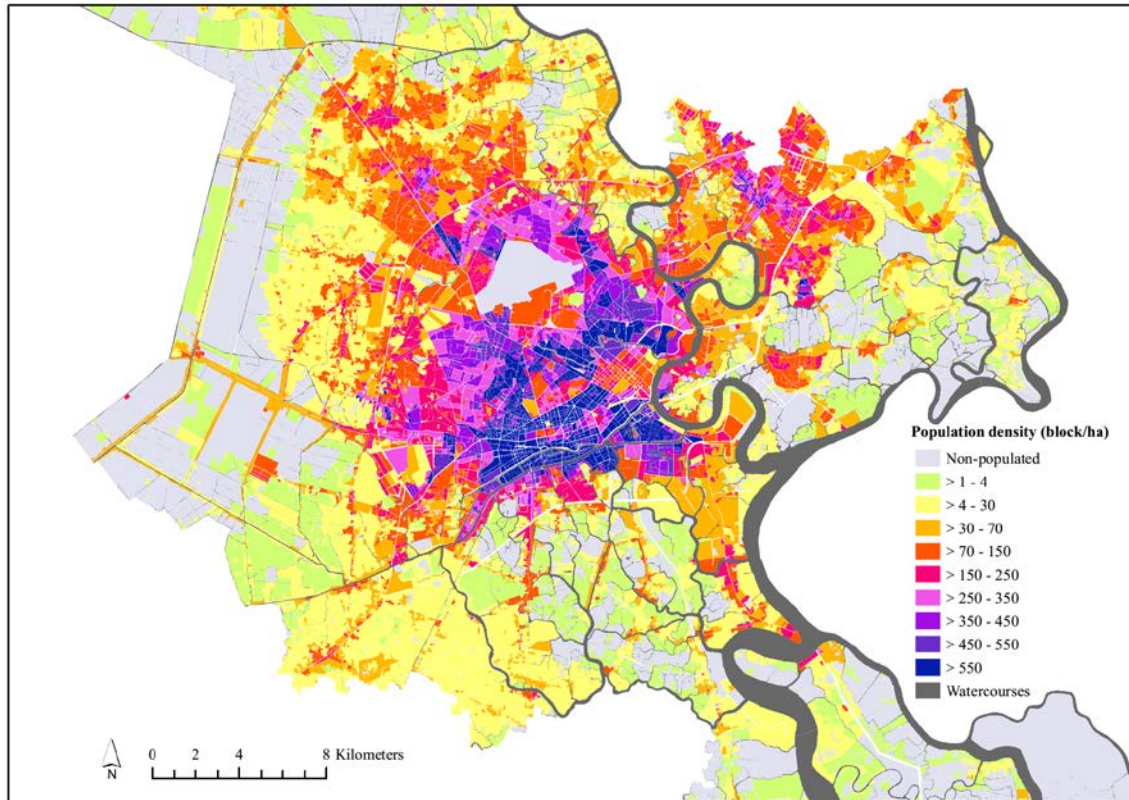 Population density (block/ha)
Non-populated
> 1 - 4
> 4 - 30
> 30 - 70
> 70 - 150
> 150 - 250
> 250 - 350
> 350 - 450
> 450 - 550
> 550
Watercourses
N
0 2 4 8 Kilometers